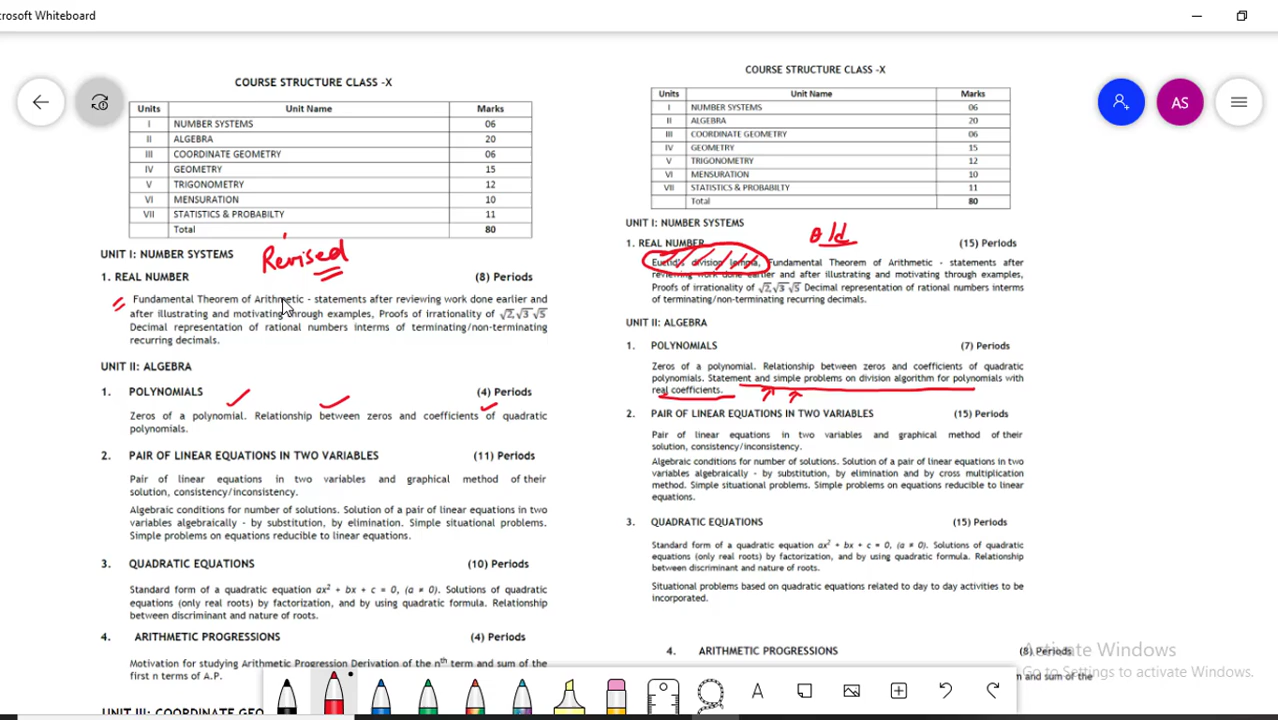 crosoft Whiteboard
COURSE STRUCTURE CLASS -X
Units Unit Name Marks
I NUMBER SYSTEMS 06
II ALGEBRA 20
III COORDINATE GEOMETRY 06
IV GEOMETRY 15
V TRIGONOMETRY 12
VI MENSURATION 10
VII STATISTICS & PROBABILTY 11
Total 80
UNIT I: NUMBER SYSTEMS
Revised
1. REAL NUMBER (8) Periods
Fundamental Theorem of Arithmetic - statements after reviewing work done earlier and
after illustrating and motivating through examples, Proofs of irrationality of √2, √3 √5
Decimal representation of rational numbers interms of terminating/non-terminating
recurring decimals.
UNIT II: ALGEBRA
1. POLYNOMIALS (4) Periods
Zeros of a polynomial. Relationship between zeros and coefficients of quadratic
polynomials.
2. PAIR OF LINEAR EQUATIONS IN TWO VARIABLES (11) Periods
Pair of linear equations in two variables and graphical method of their
solution, consistency/inconsistency.
Algebraic conditions for number of solutions. Solution of a pair of linear equations in two
variables algebraically - by substitution, by elimination. Simple situational problems.
Simple problems on equations reducible to linear equations.
3. QUADRATIC EQUATIONS (10) Periods
Standard form of a quadratic equation ax² + bx + c = 0, (a ≠ 0). Solutions of quadratic
equations (only real roots) by factorization, and by using quadratic formula. Relationship
between discriminant and nature of roots.
4. ARITHMETIC PROGRESSIONS (4) Periods
Motivation for studying Arithmetic Progression Derivation of the nth term and sum of the
first n terms of A.P.
UNIT III: COORDINATE GEO
COURSE STRUCTURE CLASS -X
Units Unit Name Marks
I NUMBER SYSTEMS 06
II ALGEBRA 20
III COORDINATE GEOMETRY 06
IV GEOMETRY 15
V TRIGONOMETRY 12
VI MENSURATION 10
VII STATISTICS & PROBABILTY 11
Total 80
UNIT I: NUMBER SYSTEMS
old
1. REAL NUMBER (15) Periods
Euclid's division lemma, Fundamental Theorem of Arithmetic - statements after
reviewing work done earlier and after illustrating and motivating through examples,
Proofs of irrationality of √2, √3 √5 Decimal representation of rational numbers interms
of terminating/non-terminating recurring decimals.
UNIT II: ALGEBRA
1. POLYNOMIALS (7) Periods
Zeros of a polynomial. Relationship between zeros and coefficients of quadratic
polynomials. Statement and simple problems on division algorithm for polynomials with
real coefficients.
2. PAIR OF LINEAR EQUATIONS IN TWO VARIABLES (15) Periods
Pair of linear equations in two variables and graphical method of their
solution, consistency/inconsistency.
Algebraic conditions for number of solutions. Solution of a pair of linear equations in two
variables algebraically - by substitution, by elimination and by cross multiplication
method. Simple situational problems. Simple problems on equations reducible to linear
equations.
3. QUADRATIC EQUATIONS (15) Periods
Standard form of a quadratic equation ax² + bx + c = 0, (a ≠ 0). Solutions of quadratic
equations (only real roots) by factorization, and by using quadratic formula. Relationship
between discriminant and nature of roots.
Situational problems based on quadratic equations related to day to day activities to be
incorporated.
4. ARITHMETIC PROGRESSIONS (8) Periods
n and sum of the
AS
Activate Windows
Go to Settings to activate Windows.
A